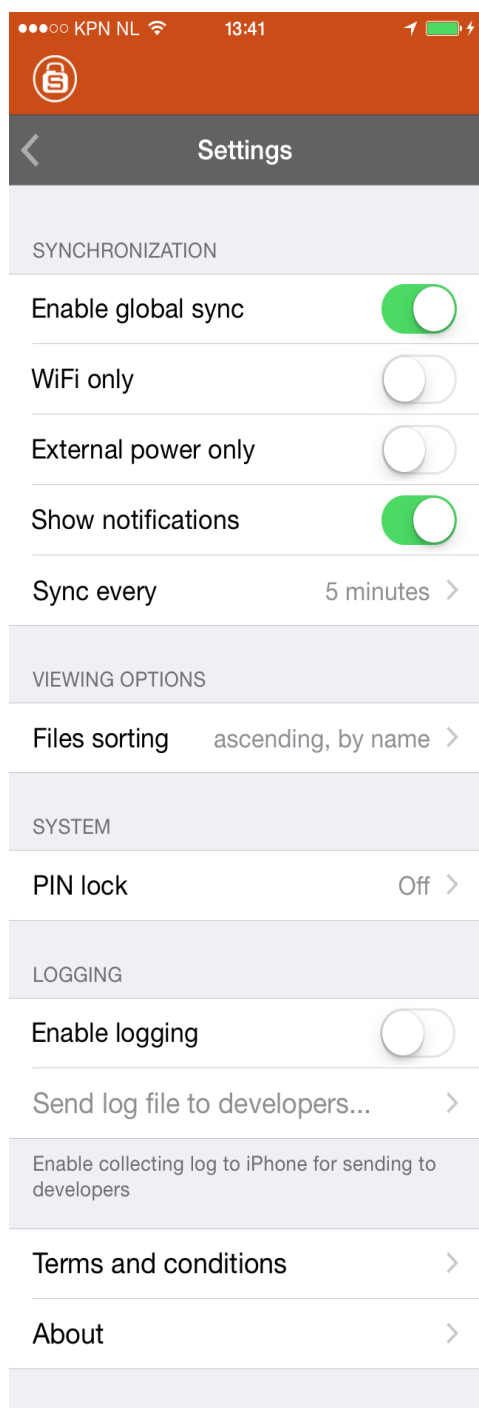 KPN NL 13:41
S
Settings
SYNCHRONIZATION
Enable global sync
WiFi only
External power only
Show notifications
Sync every 5 minutes
VIEWING OPTIONS
Files sorting ascending, by name
SYSTEM
PIN lock Off
LOGGING
Enable logging
Send log file to developers...
Enable collecting log to iPhone for sending to
developers
Terms and conditions
About